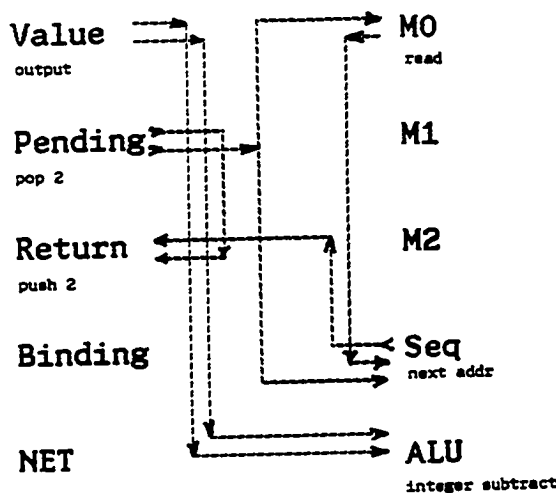 Value
output
M0
read
Pending
pop 2
M1
Return
push 2
M2
Binding
Seq
next addr
NET
ALU
integer subtract